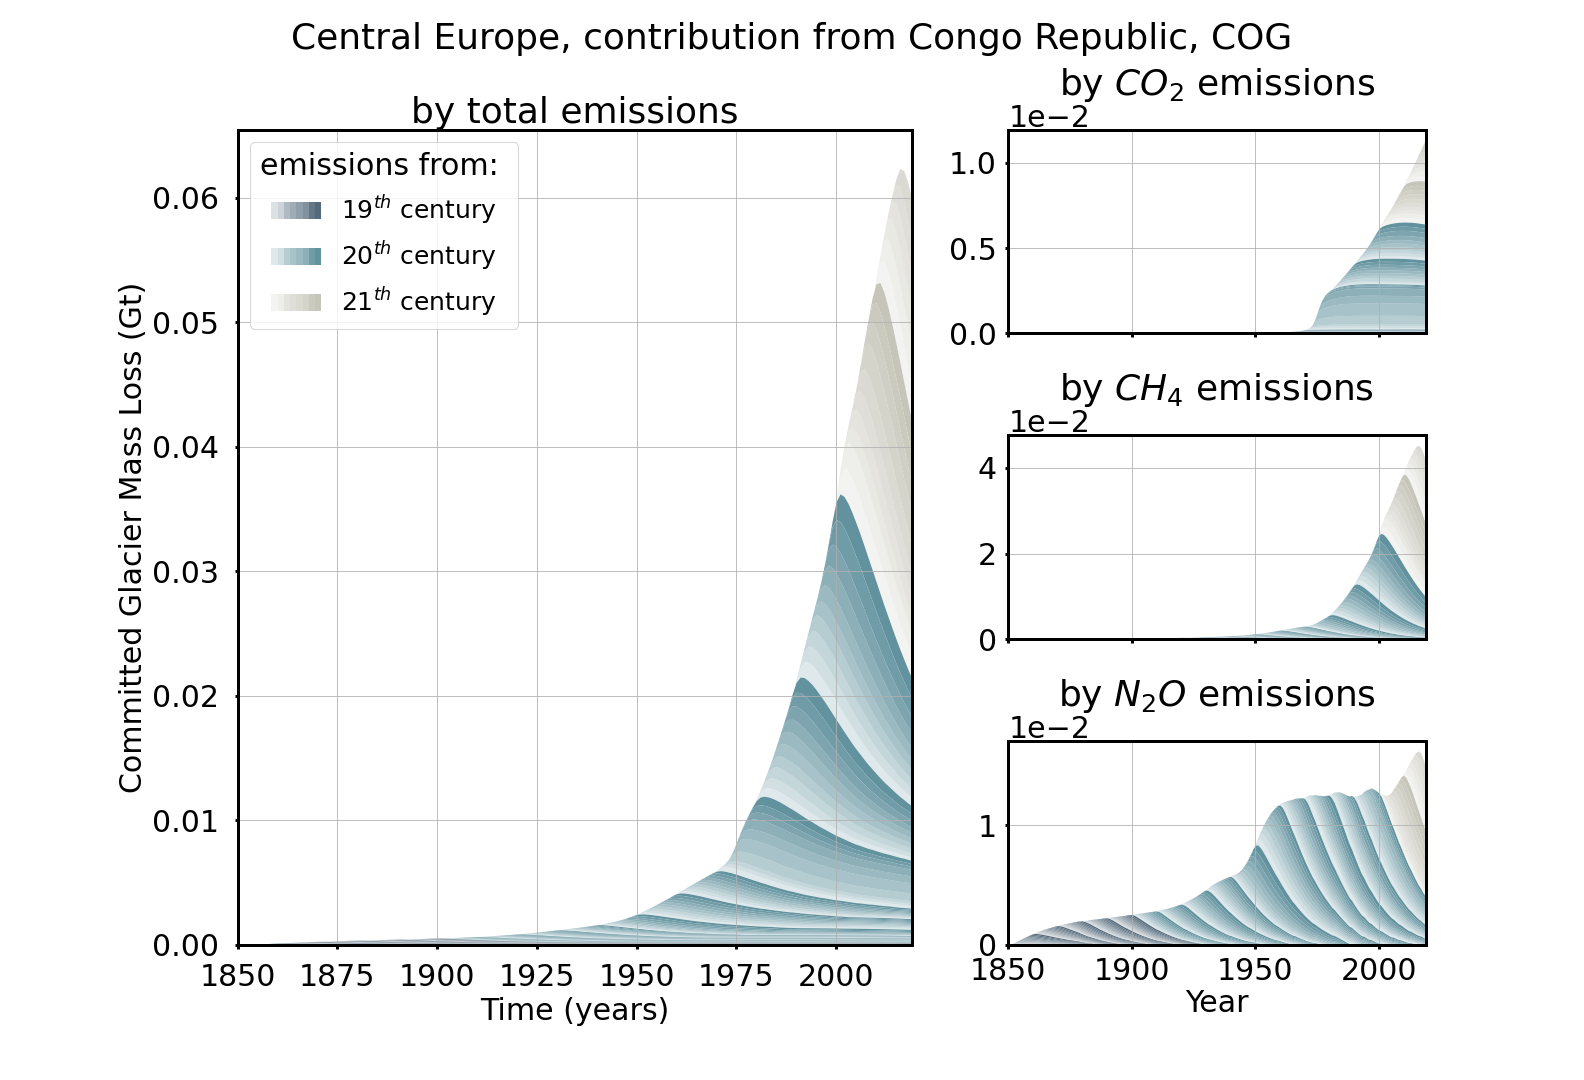 Central Europe, contribution from Congo Republic, COG
by total emissions
emissions from:
19th century
20th century
21th century
Committed Glacier Mass Loss (Gt)
0.06
0.05
0.04
0.03
0.02
0.01
0.00
1850 1875 1900 1925 1950 1975 2000
Time (years)
by CO2 emissions
1e−2
1.0
0.5
0.0
by CH4 emissions
1e−2
4
2
0
by N2O emissions
1e−2
1
0
1850 1900 1950 2000
Year